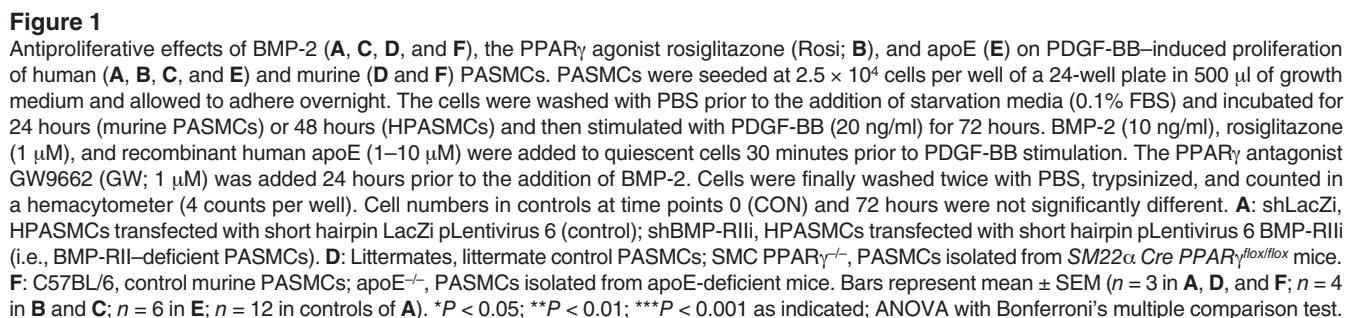 Figure 1
Antiproliferative effects of BMP-2 (A, C, D, and F), the PPARγ agonist rosiglitazone (Rosi; B), and apoE (E) on PDGF-BB–induced proliferation
of human (A, B, C, and E) and murine (D and F) PASMCs. PASMCs were seeded at 2.5 × 10⁴ cells per well of a 24-well plate in 500 μl of growth
medium and allowed to adhere overnight. The cells were washed with PBS prior to the addition of starvation media (0.1% FBS) and incubated for
24 hours (murine PASMCs) or 48 hours (HPASMCs) and then stimulated with PDGF-BB (20 ng/ml) for 72 hours. BMP-2 (10 ng/ml), rosiglitazone
(1 μM), and recombinant human apoE (1–10 μM) were added to quiescent cells 30 minutes prior to PDGF-BB stimulation. The PPARγ antagonist
GW9662 (GW; 1 μM) was added 24 hours prior to the addition of BMP-2. Cells were finally washed twice with PBS, trypsinized, and counted in
a hemacytometer (4 counts per well). Cell numbers in controls at time points 0 (CON) and 72 hours were not significantly different. A: shLacZi,
HPASMCs transfected with short hairpin LacZi pLentivirus 6 (control); shBMP-RIIi, HPASMCs transfected with short hairpin pLentivirus 6 BMP-RIIi
(i.e., BMP-RII–deficient PASMCs). D: Littermates, littermate control PASMCs; SMC PPARγ⁻/⁻, PASMCs isolated from SM22α Cre PPARγflox/flox mice.
F: C57BL/6, control murine PASMCs; apoE⁻/⁻, PASMCs isolated from apoE-deficient mice. Bars represent mean ± SEM (n = 3 in A, D, and F; n = 4
in B and C; n = 6 in E; n = 12 in controls of A). *P < 0.05; **P < 0.01; ***P < 0.001 as indicated; ANOVA with Bonferroni's multiple comparison test.